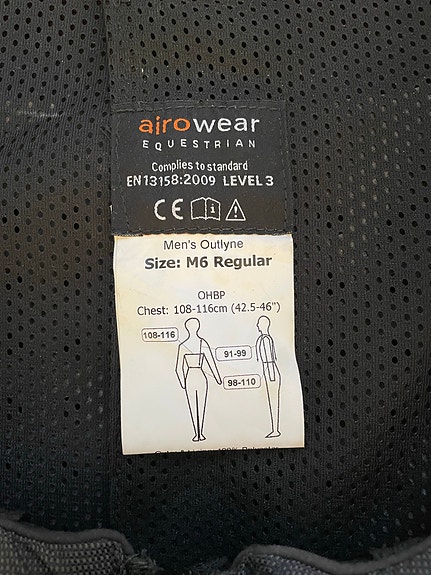 airowear
EQUESTRIAN
Complies to standard
EN13158:2009 LEVEL 3
CE
Men's Outlyne
Size: M6 Regular
OHBP
Chest: 108-116cm (42.5-46")
108-116
91-99
98-110